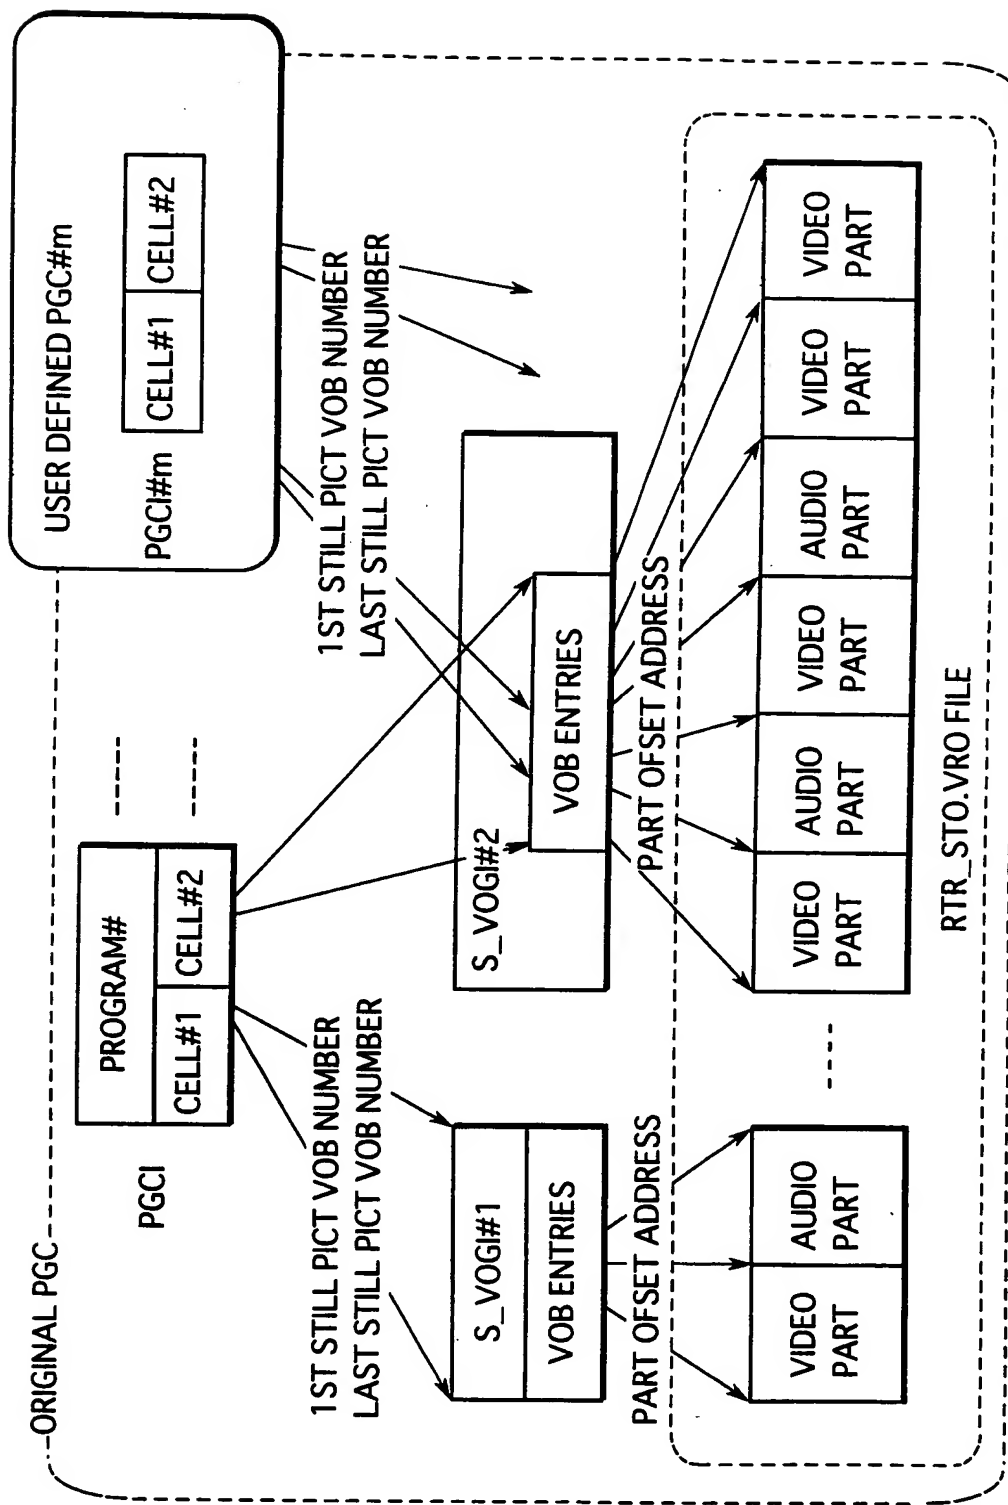 ORIGINAL PGC
USER DEFINED PGC#m
PGCI#m
CELL#1
CELL#2
PGCI
PROGRAM#
CELL#1
CELL#2
1ST STILL PICT VOB NUMBER
LAST STILL PICT VOB NUMBER
1ST STILL PICT VOB NUMBER
LAST STILL PICT VOB NUMBER
S_VOGI#1
VOB ENTRIES
S_VOGI#2
VOB ENTRIES
PART OFSET ADDRESS
PART OFSET ADDRESS
VIDEO
PART
AUDIO
PART
VIDEO
PART
AUDIO
PART
VIDEO
PART
AUDIO
PART
VIDEO
PART
VIDEO
PART
RTR_STO.VRO FILE